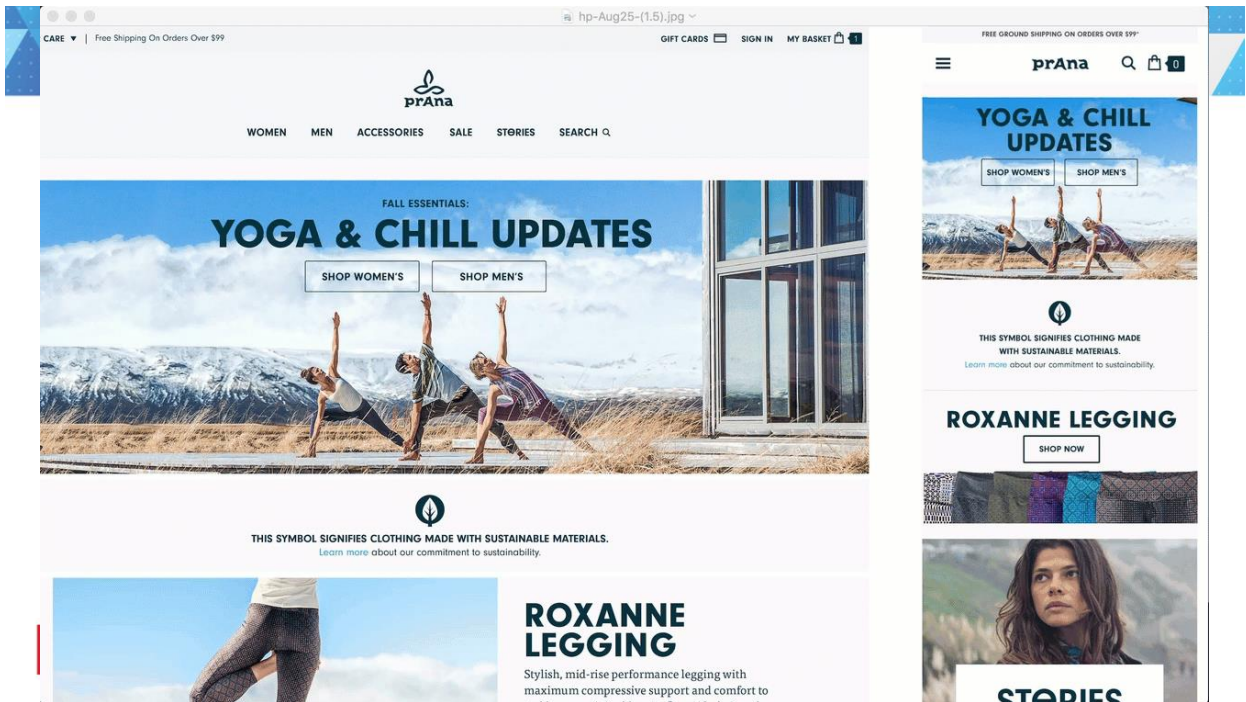 hp-Aug25-(1.5).jpg
CARE ▼ | Free Shipping On Orders Over $99
GIFT CARDS SIGN IN MY BASKET 1
prAna
WOMEN MEN ACCESSORIES SALE STORIES SEARCH
FALL ESSENTIALS:
YOGA & CHILL UPDATES
SHOP WOMEN'S SHOP MEN'S
THIS SYMBOL SIGNIFIES CLOTHING MADE WITH SUSTAINABLE MATERIALS.
Learn more about our commitment to sustainability.
ROXANNE
LEGGING
Stylish, mid-rise performance legging with
maximum compressive support and comfort to
FREE GROUND SHIPPING ON ORDERS OVER $99*
prAna 0
YOGA & CHILL
UPDATES
SHOP WOMEN'S SHOP MEN'S
THIS SYMBOL SIGNIFIES CLOTHING MADE
WITH SUSTAINABLE MATERIALS.
Learn more about our commitment to sustainability.
ROXANNE LEGGING
SHOP NOW
STORIES